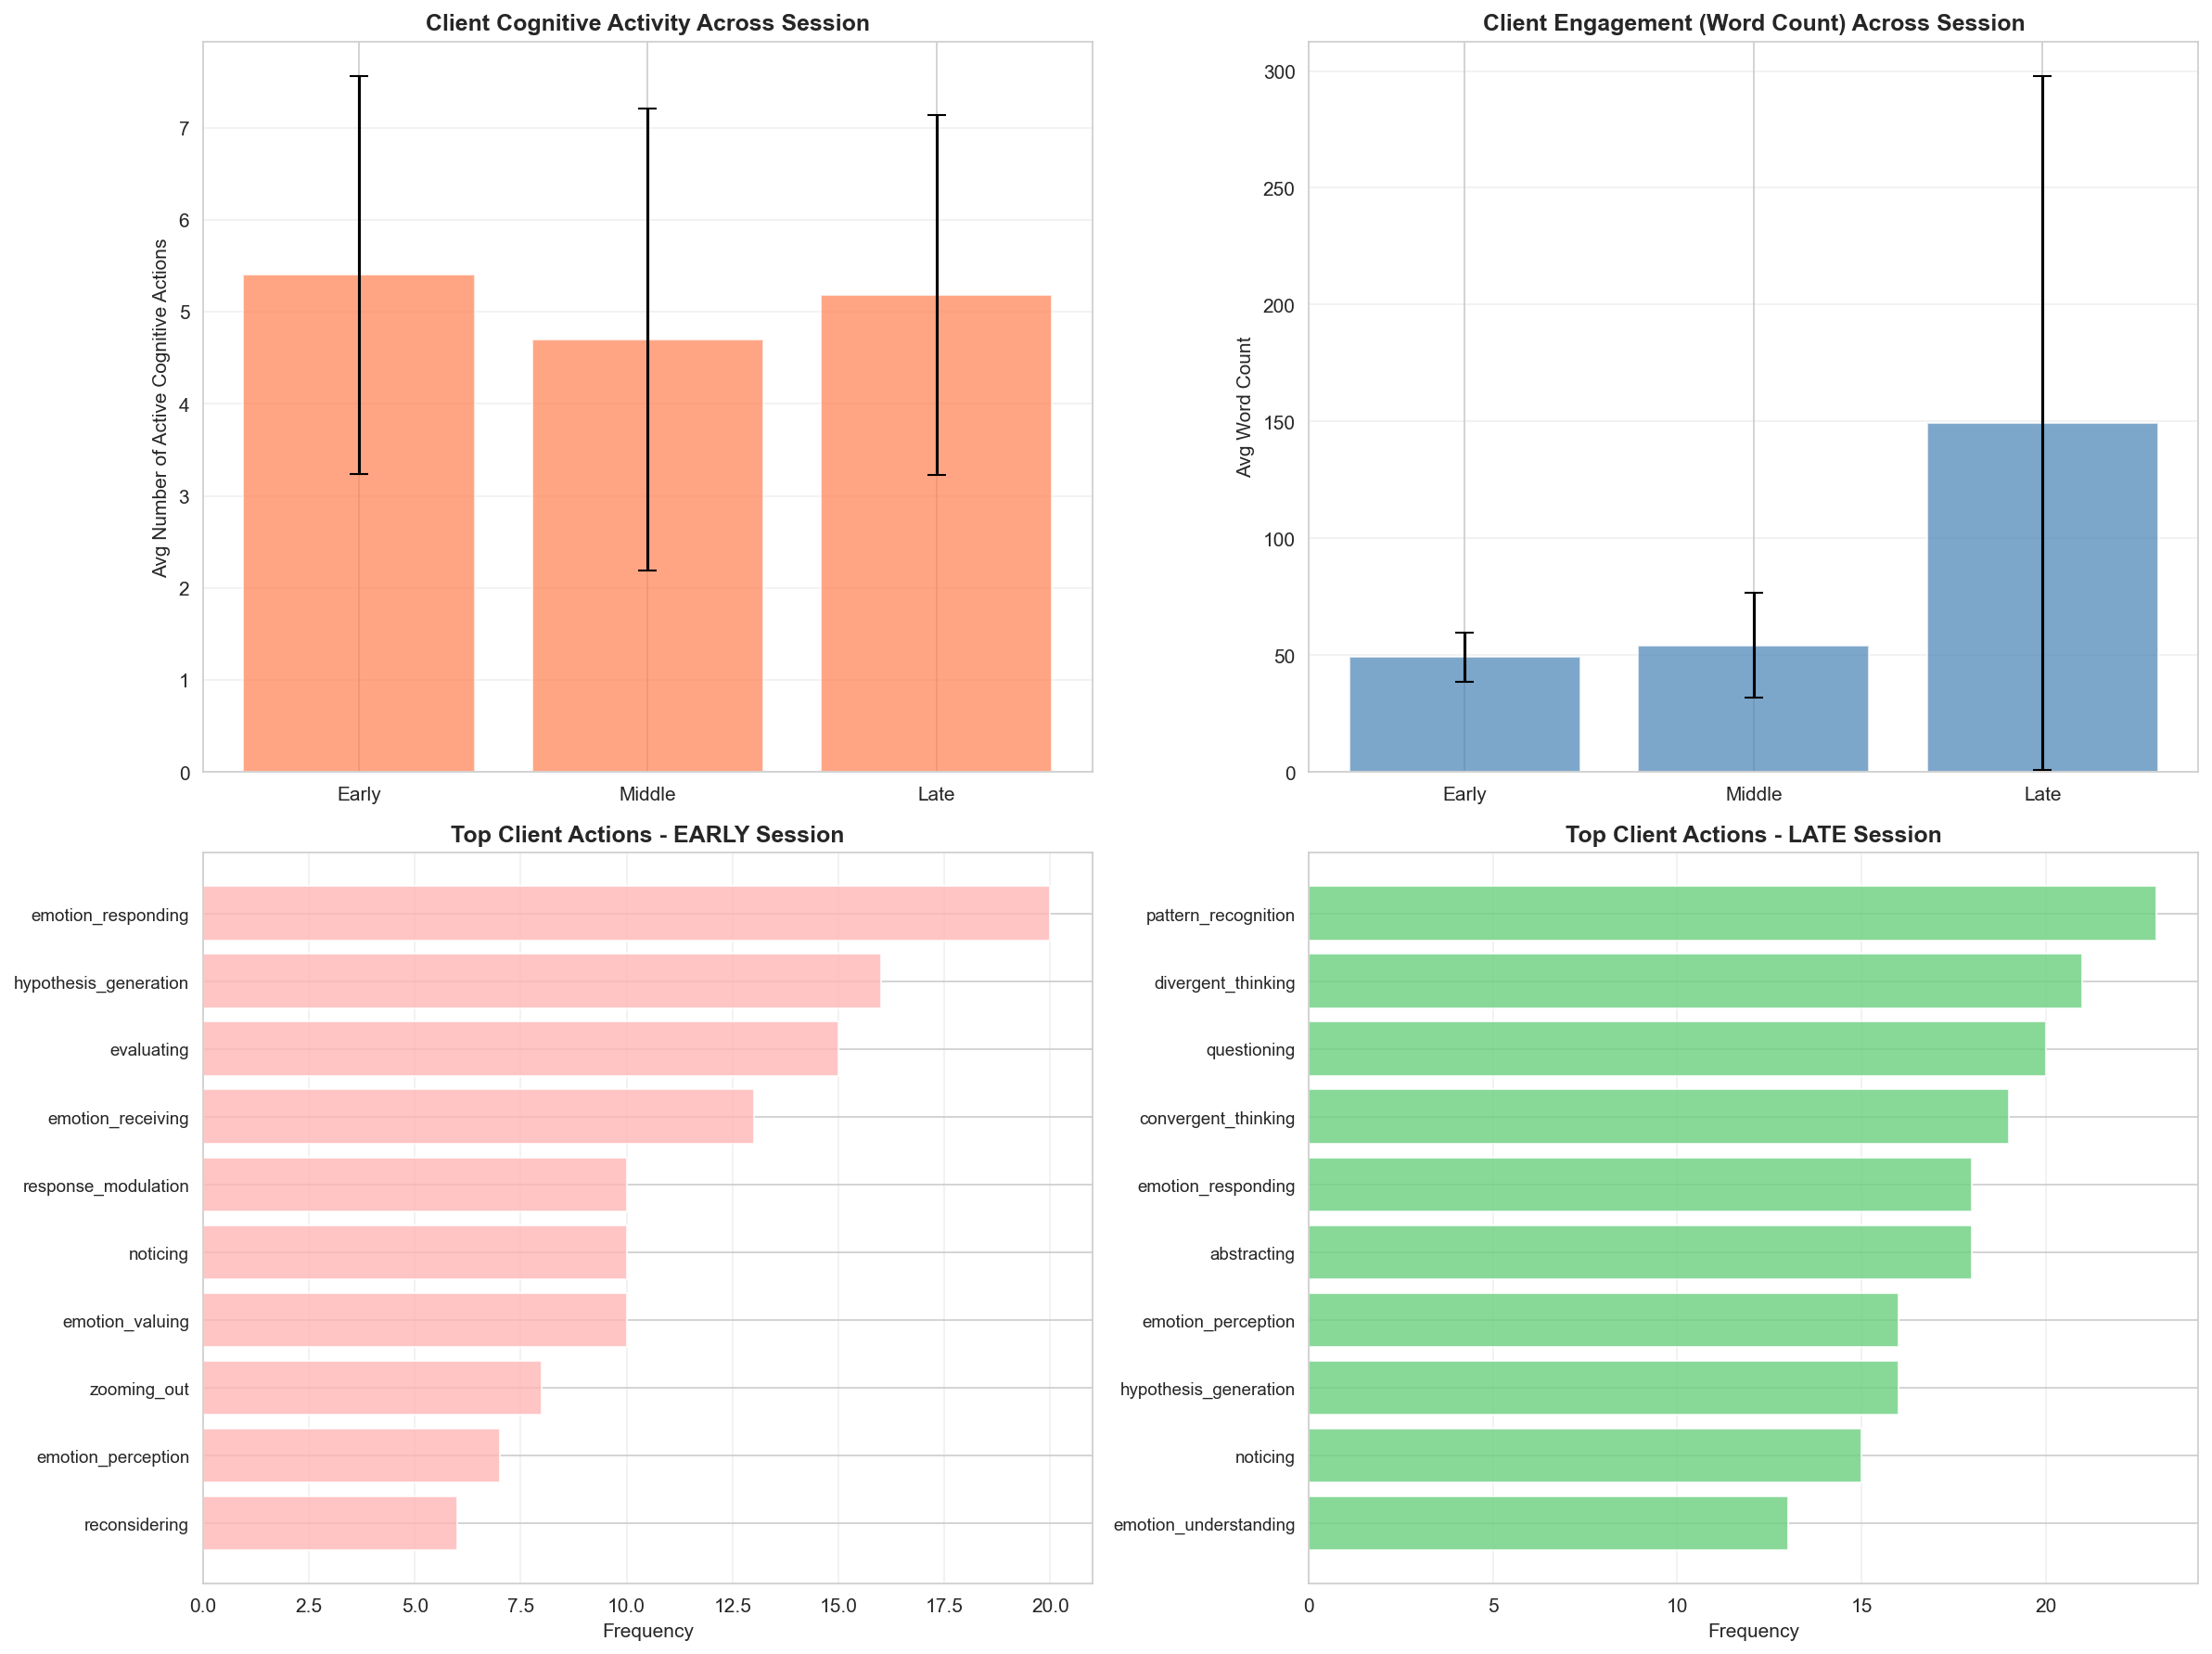 Client Cognitive Activity Across Session
Avg Number of Active Cognitive Actions
7
6
5
4
3
2
1
0
Early Middle Late
Client Engagement (Word Count) Across Session
Avg Word Count
300
250
200
150
100
50
0
Early Middle Late
Top Client Actions - EARLY Session
emotion_responding
hypothesis_generation
evaluating
emotion_receiving
response_modulation
noticing
emotion_valuing
zooming_out
emotion_perception
reconsidering
0.0 2.5 5.0 7.5 10.0 12.5 15.0 17.5 20.0
Frequency
Top Client Actions - LATE Session
pattern_recognition
divergent_thinking
questioning
convergent_thinking
emotion_responding
abstracting
emotion_perception
hypothesis_generation
noticing
emotion_understanding
0 5 10 15 20
Frequency